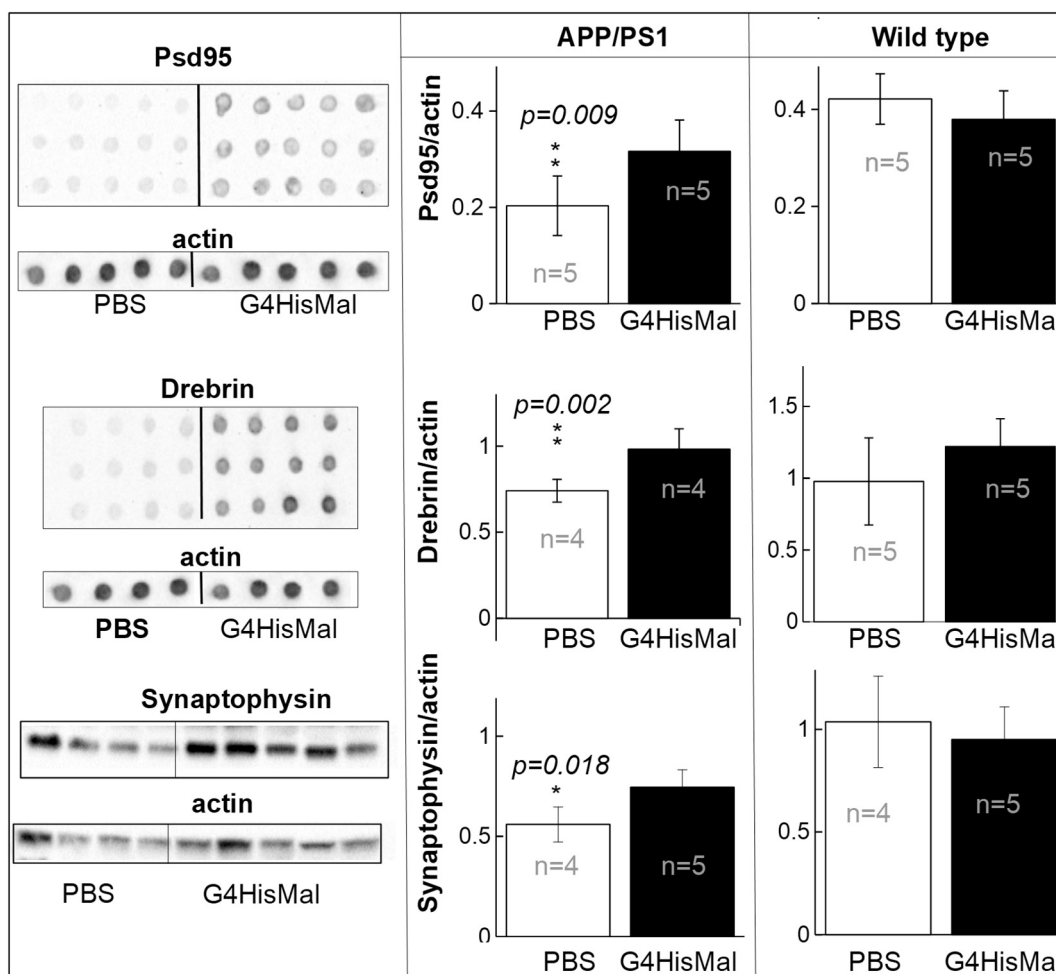 APP/PS1
Wild type
Psd95
actin
PBS G4HisMal
Psd95/actin
0.4
0.2
0
p=0.009
**
n=5
n=5
PBS G4HisMal
0.4
0.2
0
n=5
n=5
PBS G4HisMal
Drebrin
actin
PBS G4HisMal
Drebrin/actin
1
0.5
0
p=0.002
**
n=4
n=4
PBS G4HisMal
1.5
1
0.5
0
n=5
n=5
PBS G4HisMal
Synaptophysin
actin
PBS G4HisMal
Synaptophysin/actin
1
0.5
0
p=0.018
*
n=4
n=5
PBS G4HisMal
1
0.5
0
n=4
n=5
PBS G4HisMal